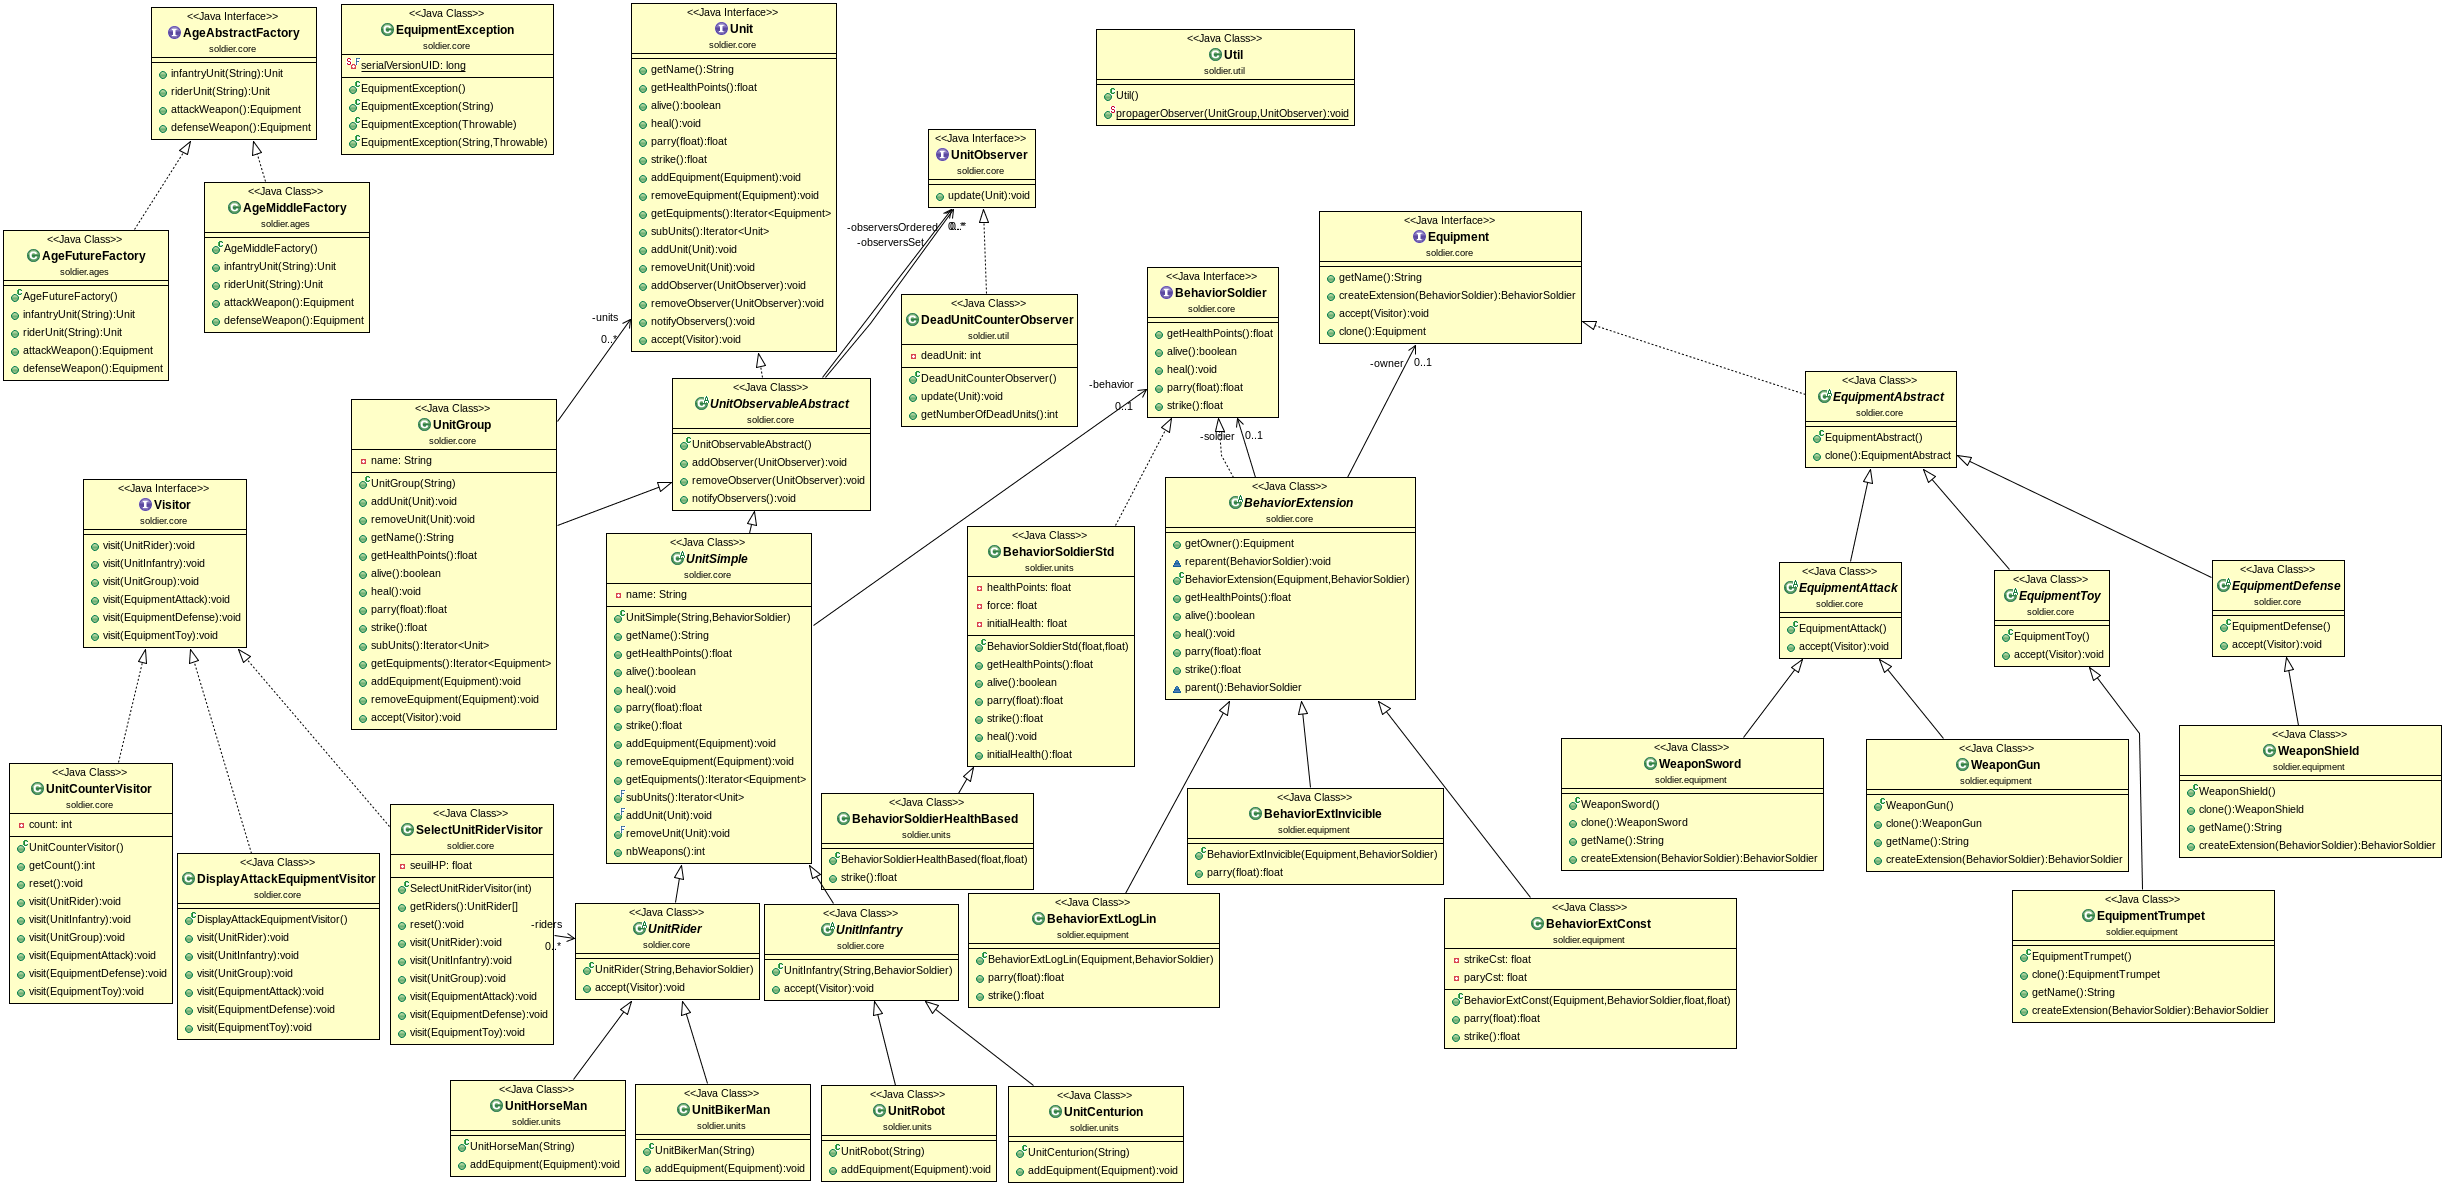 <<Java Interface>>
AgeAbstractFactory
soldier.core
infantryUnit(String):Unit
riderUnit(String):Unit
attackWeapon():Equipment
defenseWeapon():Equipment
<<Java Class>>
EquipmentException
soldier.core
serialVersionUID: long
EquipmentException()
EquipmentException(String)
EquipmentException(Throwable)
EquipmentException(String,Throwable)
<<Java Interface>>
Unit
soldier.core
getName():String
getHealthPoints():float
alive():boolean
heal():void
parry(float):float
strike():float
addEquipment(Equipment):void
removeEquipment(Equipment):void
getEquipments():Iterator<Equipment>
subUnits():Iterator<Unit>
addUnit(Unit):void
removeUnit(Unit):void
addObserver(UnitObserver):void
removeObserver(UnitObserver):void
notifyObservers():void
accept(Visitor):void
<<Java Class>>
Util
soldier.util
Util()
propagerObserver(UnitGroup,UnitObserver):void
<<Java Interface>>
UnitObserver
soldier.core
update(Unit):void
-observersOrdered
0..*
-observersSet
<<Java Class>>
AgeMiddleFactory
soldier.ages
AgeMiddleFactory()
infantryUnit(String):Unit
riderUnit(String):Unit
attackWeapon():Equipment
defenseWeapon():Equipment
<<Java Class>>
AgeFutureFactory
soldier.ages
AgeFutureFactory()
infantryUnit(String):Unit
riderUnit(String):Unit
attackWeapon():Equipment
defenseWeapon():Equipment
<<Java Interface>>
Equipment
soldier.core
getName():String
createExtension(BehaviorSoldier):BehaviorSoldier
accept(Visitor):void
clone():Equipment
<<Java Interface>>
BehaviorSoldier
soldier.core
getHealthPoints():float
alive():boolean
heal():void
parry(float):float
strike():float
<<Java Class>>
DeadUnitCounterObserver
soldier.util
deadUnit: int
DeadUnitCounterObserver()
update(Unit):void
getNumberOfDeadUnits():int
-units
0..*
-owner
0..1
-behavior
0..1
-soldier
0..1
<<Java Class>>
EquipmentAbstract
soldier.core
EquipmentAbstract()
clone():EquipmentAbstract
<<Java Class>>
UnitObservableAbstract
soldier.core
UnitObservableAbstract()
addObserver(UnitObserver):void
removeObserver(UnitObserver):void
notifyObservers():void
<<Java Class>>
UnitGroup
soldier.core
name: String
UnitGroup(String)
addUnit(Unit):void
removeUnit(Unit):void
getName():String
getHealthPoints():float
alive():boolean
heal():void
parry(float):float
strike():float
subUnits():Iterator<Unit>
getEquipments():Iterator<Equipment>
addEquipment(Equipment):void
removeEquipment(Equipment):void
accept(Visitor):void
<<Java Interface>>
Visitor
soldier.core
visit(UnitRider):void
visit(UnitInfantry):void
visit(UnitGroup):void
visit(EquipmentAttack):void
visit(EquipmentDefense):void
visit(EquipmentToy):void
<<Java Class>>
BehaviorExtension
soldier.core
getOwner():Equipment
reparent(BehaviorSoldier):void
BehaviorExtension(Equipment,BehaviorSoldier)
getHealthPoints():float
alive():boolean
heal():void
parry(float):float
strike():float
parent():BehaviorSoldier
<<Java Class>>
BehaviorSoldierStd
soldier.units
healthPoints: float
force: float
initialHealth: float
BehaviorSoldierStd(float,float)
getHealthPoints():float
alive():boolean
parry(float):float
strike():float
heal():void
initialHealth():float
<<Java Class>>
UnitSimple
soldier.core
name: String
UnitSimple(String,BehaviorSoldier)
getName():String
getHealthPoints():float
alive():boolean
heal():void
parry(float):float
strike():float
addEquipment(Equipment):void
removeEquipment(Equipment):void
getEquipments():Iterator<Equipment>
subUnits():Iterator<Unit>
addUnit(Unit):void
removeUnit(Unit):void
nbWeapons():int
<<Java Class>>
EquipmentAttack
soldier.core
EquipmentAttack()
accept(Visitor):void
<<Java Class>>
EquipmentToy
soldier.core
EquipmentToy()
accept(Visitor):void
<<Java Class>>
EquipmentDefense
soldier.core
EquipmentDefense()
accept(Visitor):void
<<Java Class>>
WeaponSword
soldier.equipment
WeaponSword()
clone():WeaponSword
getName():String
createExtension(BehaviorSoldier):BehaviorSoldier
<<Java Class>>
WeaponGun
soldier.equipment
WeaponGun()
clone():WeaponGun
getName():String
createExtension(BehaviorSoldier):BehaviorSoldier
<<Java Class>>
WeaponShield
soldier.equipment
WeaponShield()
clone():WeaponShield
getName():String
createExtension(BehaviorSoldier):BehaviorSoldier
<<Java Class>>
UnitCounterVisitor
soldier.core
count: int
UnitCounterVisitor()
getCount():int
reset():void
visit(UnitRider):void
visit(UnitInfantry):void
visit(UnitGroup):void
visit(EquipmentAttack):void
visit(EquipmentDefense):void
visit(EquipmentToy):void
<<Java Class>>
DisplayAttackEquipmentVisitor
soldier.core
DisplayAttackEquipmentVisitor()
visit(UnitRider):void
visit(UnitInfantry):void
visit(UnitGroup):void
visit(EquipmentAttack):void
visit(EquipmentDefense):void
visit(EquipmentToy):void
<<Java Class>>
SelectUnitRiderVisitor
soldier.core
seuilHP: float
SelectUnitRiderVisitor(int)
getRiders():UnitRider[]
reset():void
visit(UnitRider):void
visit(UnitInfantry):void
visit(UnitGroup):void
visit(EquipmentAttack):void
visit(EquipmentDefense):void
visit(EquipmentToy):void
-riders
0..*
<<Java Class>>
BehaviorSoldierHealthBased
soldier.units
BehaviorSoldierHealthBased(float,float)
strike():float
<<Java Class>>
BehaviorExtInvicible
soldier.equipment
BehaviorExtInvicible(Equipment,BehaviorSoldier)
parry(float):float
<<Java Class>>
UnitRider
soldier.core
UnitRider(String,BehaviorSoldier)
accept(Visitor):void
<<Java Class>>
UnitInfantry
soldier.core
UnitInfantry(String,BehaviorSoldier)
accept(Visitor):void
<<Java Class>>
BehaviorExtLogLin
soldier.equipment
BehaviorExtLogLin(Equipment,BehaviorSoldier)
parry(float):float
strike():float
<<Java Class>>
BehaviorExtConst
soldier.equipment
strikeCst: float
paryCst: float
BehaviorExtConst(Equipment,BehaviorSoldier,float,float)
parry(float):float
strike():float
<<Java Class>>
EquipmentTrumpet
soldier.equipment
EquipmentTrumpet()
clone():EquipmentTrumpet
getName():String
createExtension(BehaviorSoldier):BehaviorSoldier
<<Java Class>>
UnitHorseMan
soldier.units
UnitHorseMan(String)
addEquipment(Equipment):void
<<Java Class>>
UnitBikerMan
soldier.units
UnitBikerMan(String)
addEquipment(Equipment):void
<<Java Class>>
UnitRobot
soldier.units
UnitRobot(String)
addEquipment(Equipment):void
<<Java Class>>
UnitCenturion
soldier.units
UnitCenturion(String)
addEquipment(Equipment):void